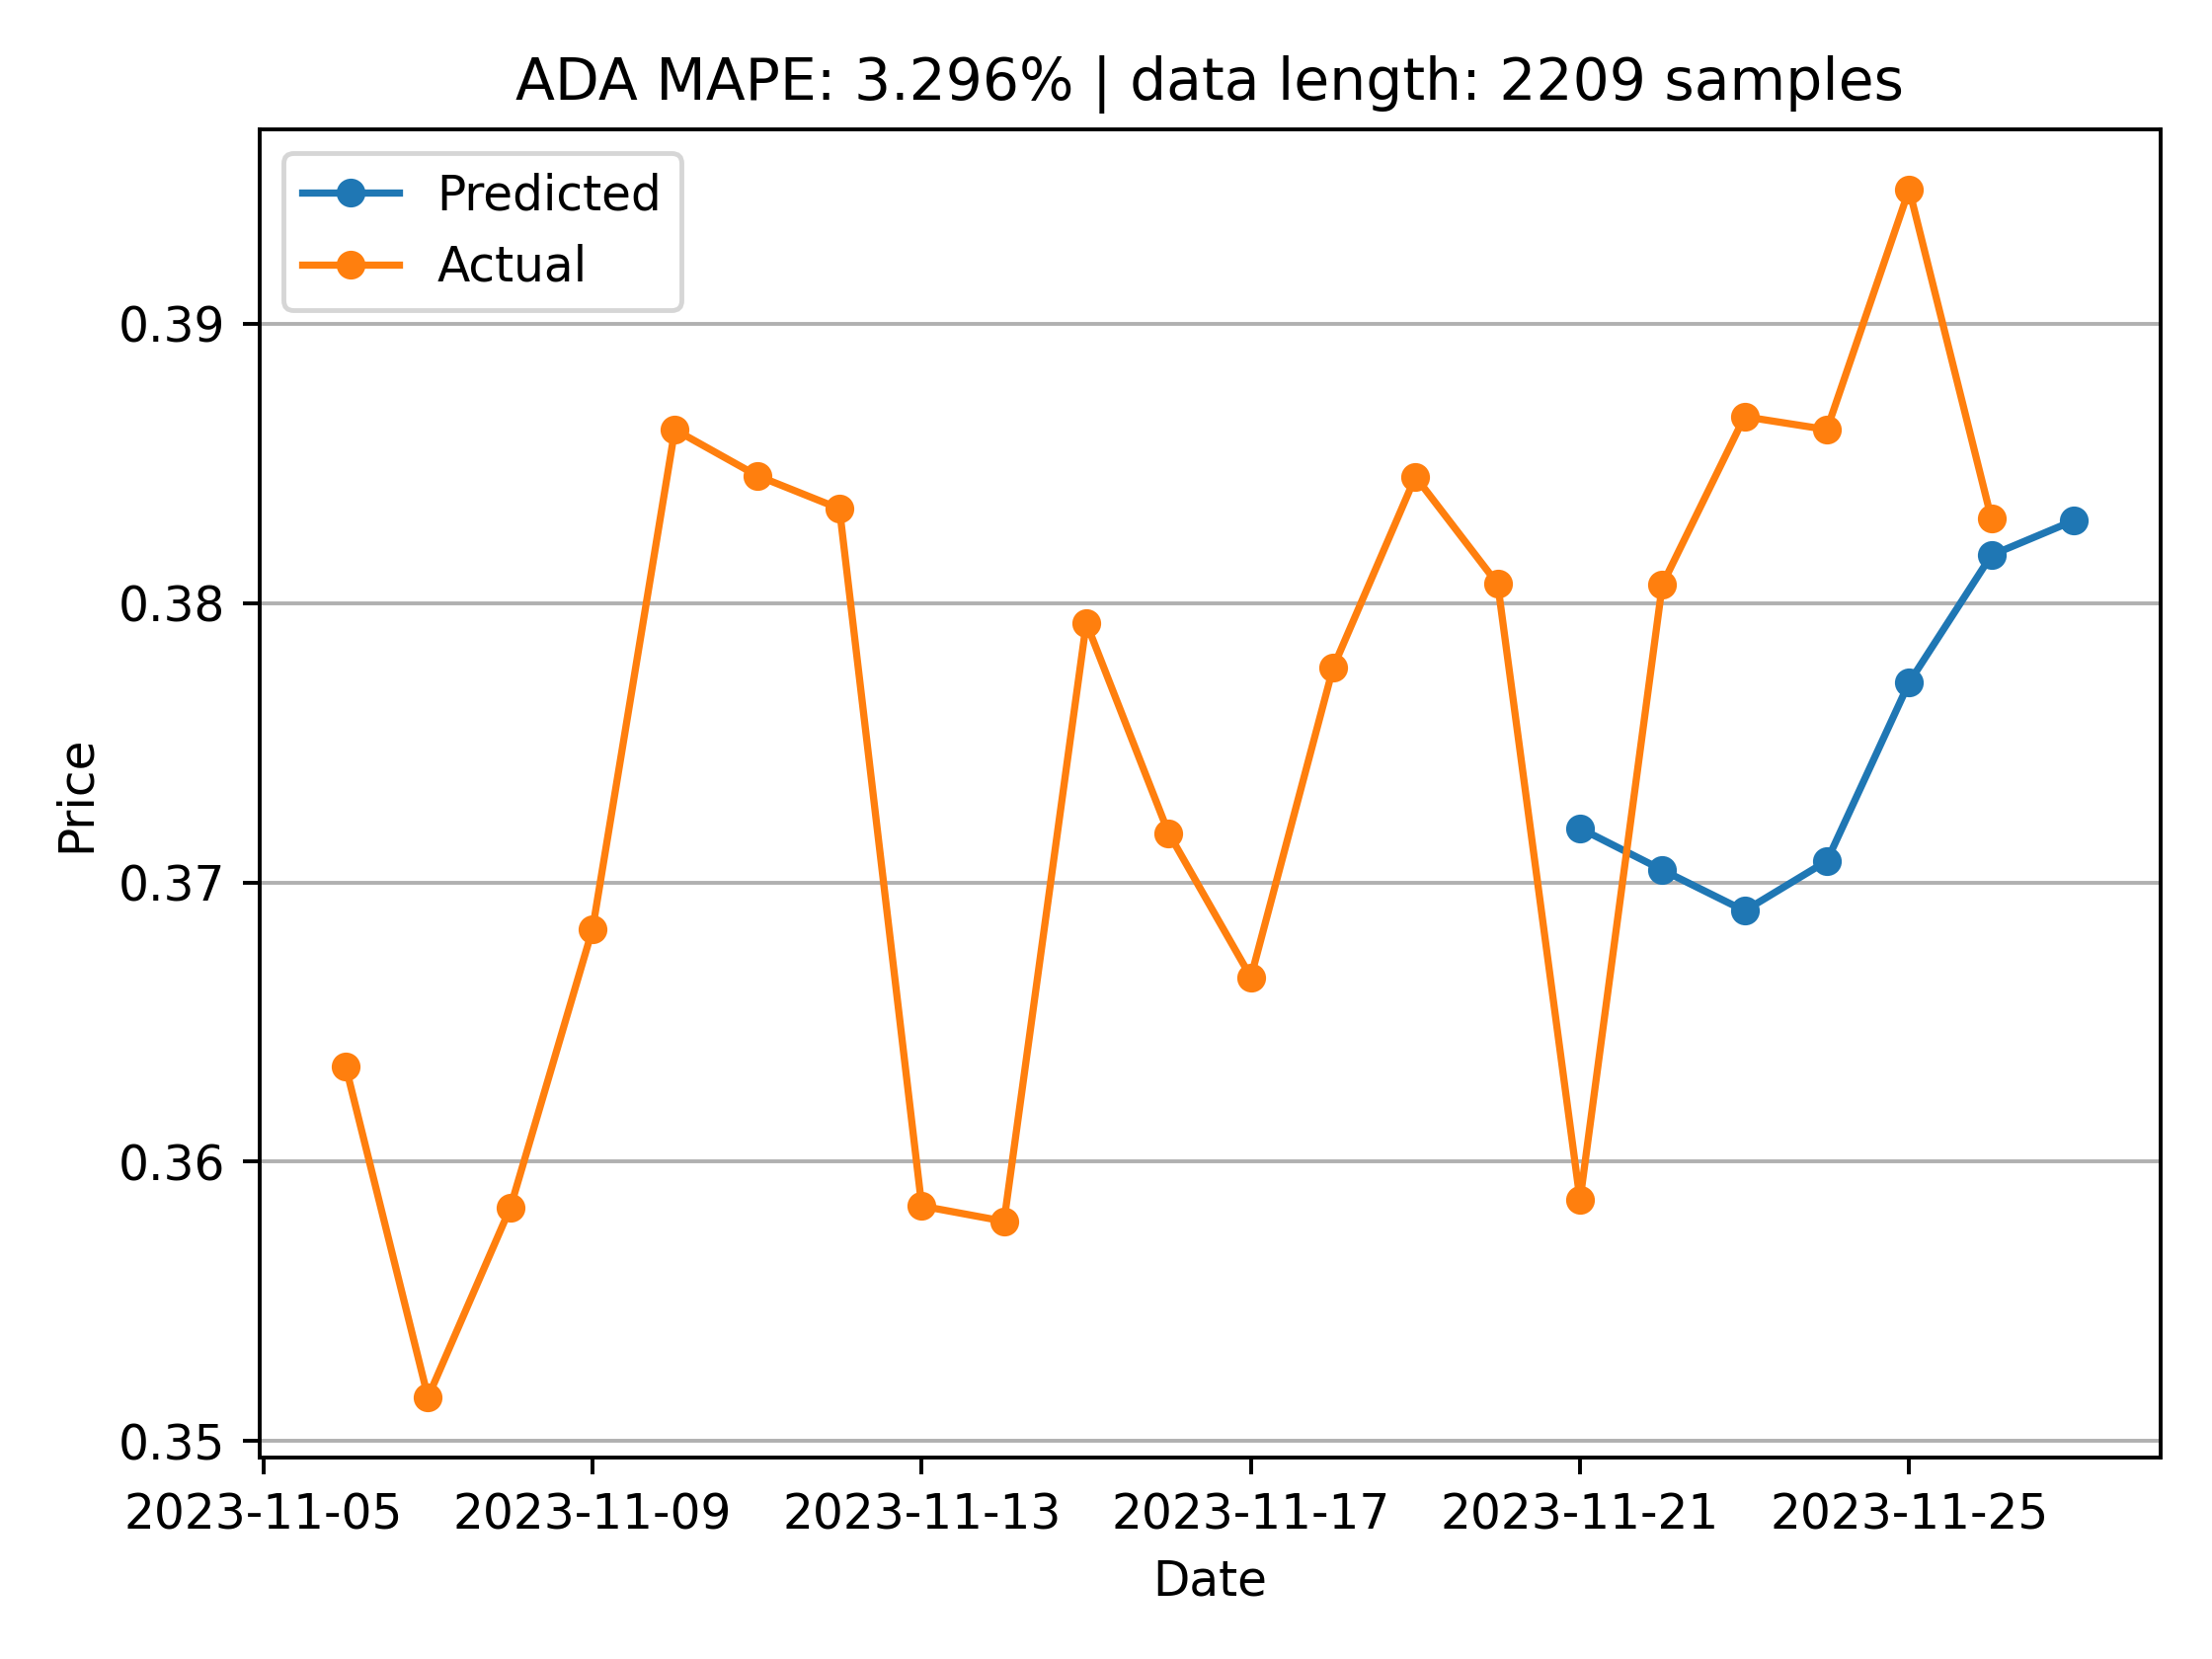 ADA MAPE: 3.296% | data length: 2209 samples
Predicted
Actual
0.39
0.38
0.37
0.36
0.35
Price
2023-11-05 2023-11-09 2023-11-13 2023-11-17 2023-11-21 2023-11-25
Date